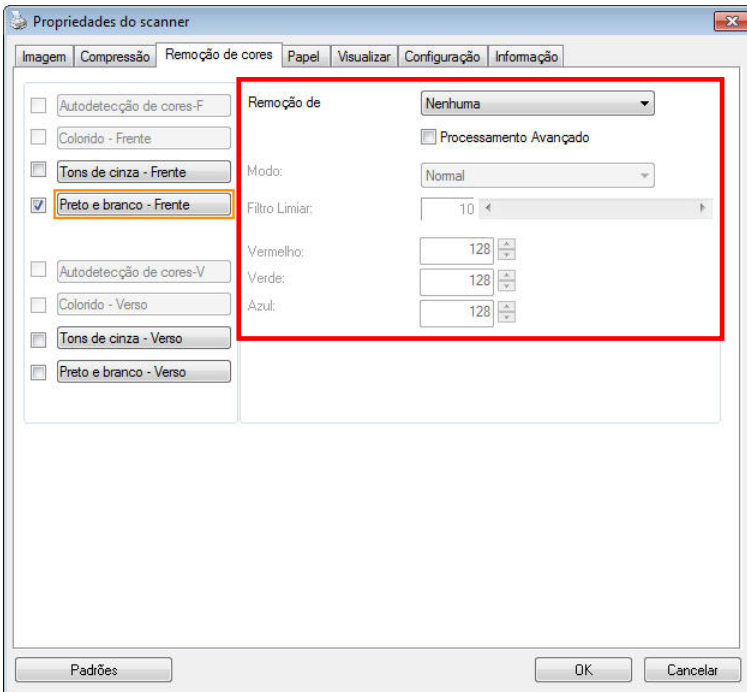 Propriedades do scanner
Imagem Compressão Remoção de cores Papel Visualizar Configuração Informação
Autodetecção de cores-F
Colorido - Frente
Tons de cinza - Frente
Preto e branco - Frente
Autodetecção de cores-V
Colorido - Verso
Tons de cinza - Verso
Preto e branco - Verso
Remoção de Nenhuma
Processamento Avançado
Modo: Normal
Filtro Limiar: 10
Vermelho: 128
Verde: 128
Azul: 128
Padrões OK Cancelar